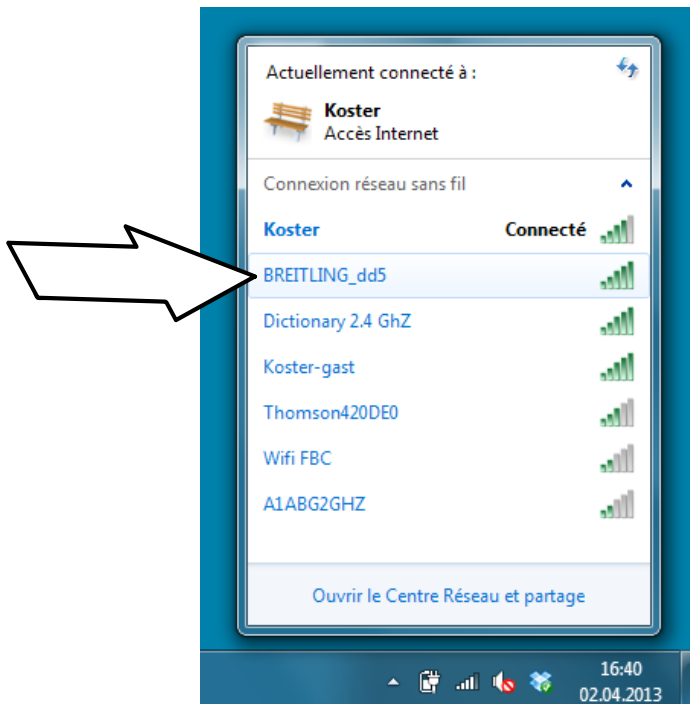 Actuellement connecté à :
Koster
Accès Internet
Connexion réseau sans fil
Koster Connecté
BREITLING_dd5
Dictionary 2.4 GhZ
Koster-gast
Thomson420DE0
Wifi FBC
A1ABG2GHZ
Ouvrir le Centre Réseau et partage
16:40
02.04.2013